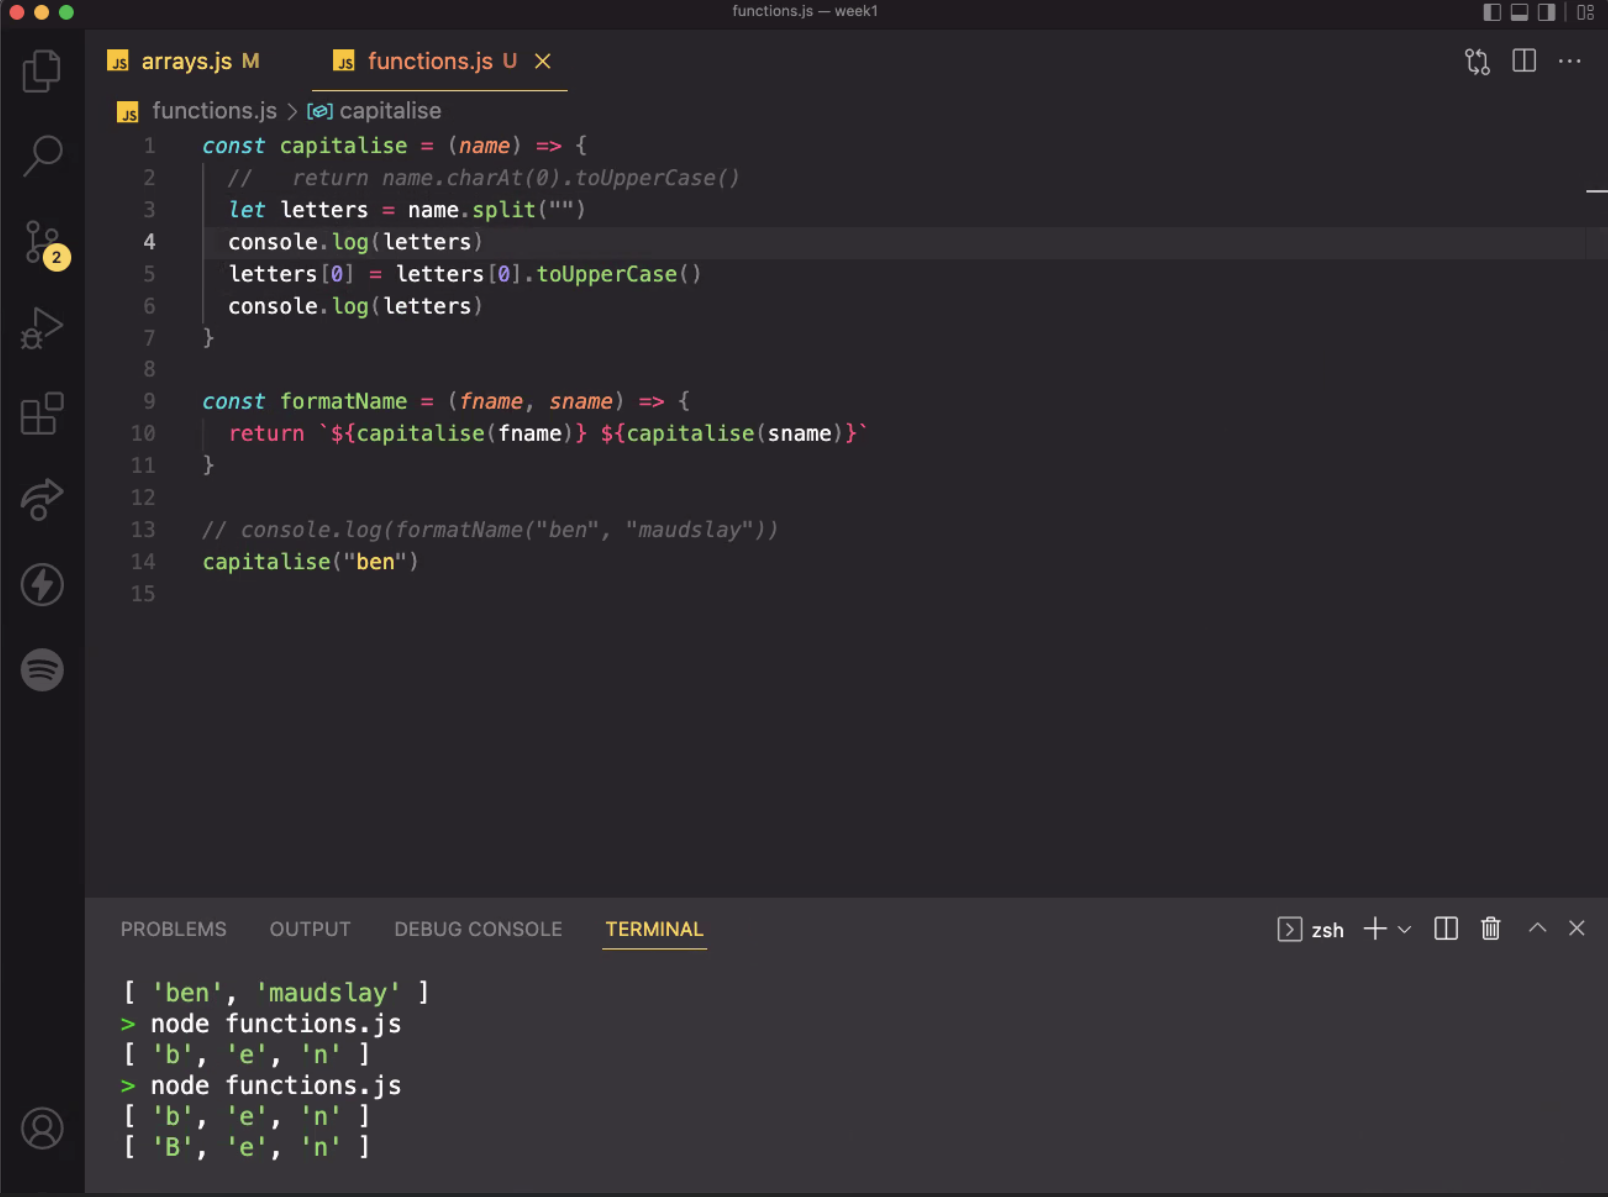 functions.js — week1
JS arrays.js M JS functions.js U
JS functions.js > capitalise
1 const capitalise = (name) => {
2 //   return name.charAt(0).toUpperCase()
3 let letters = name.split("")
4 console.log(letters)
5 letters[0] = letters[0].toUpperCase()
6 console.log(letters)
7 }
8
9 const formatName = (fname, sname) => {
10 return `${capitalise(fname)} ${capitalise(sname)}`
11 }
12
13 // console.log(formatName("ben", "maudslay"))
14 capitalise("ben")
15
2
PROBLEMS OUTPUT DEBUG CONSOLE TERMINAL zsh
[ 'ben', 'maudslay' ]
> node functions.js
[ 'b', 'e', 'n' ]
> node functions.js
[ 'b', 'e', 'n' ]
[ 'B', 'e', 'n' ]